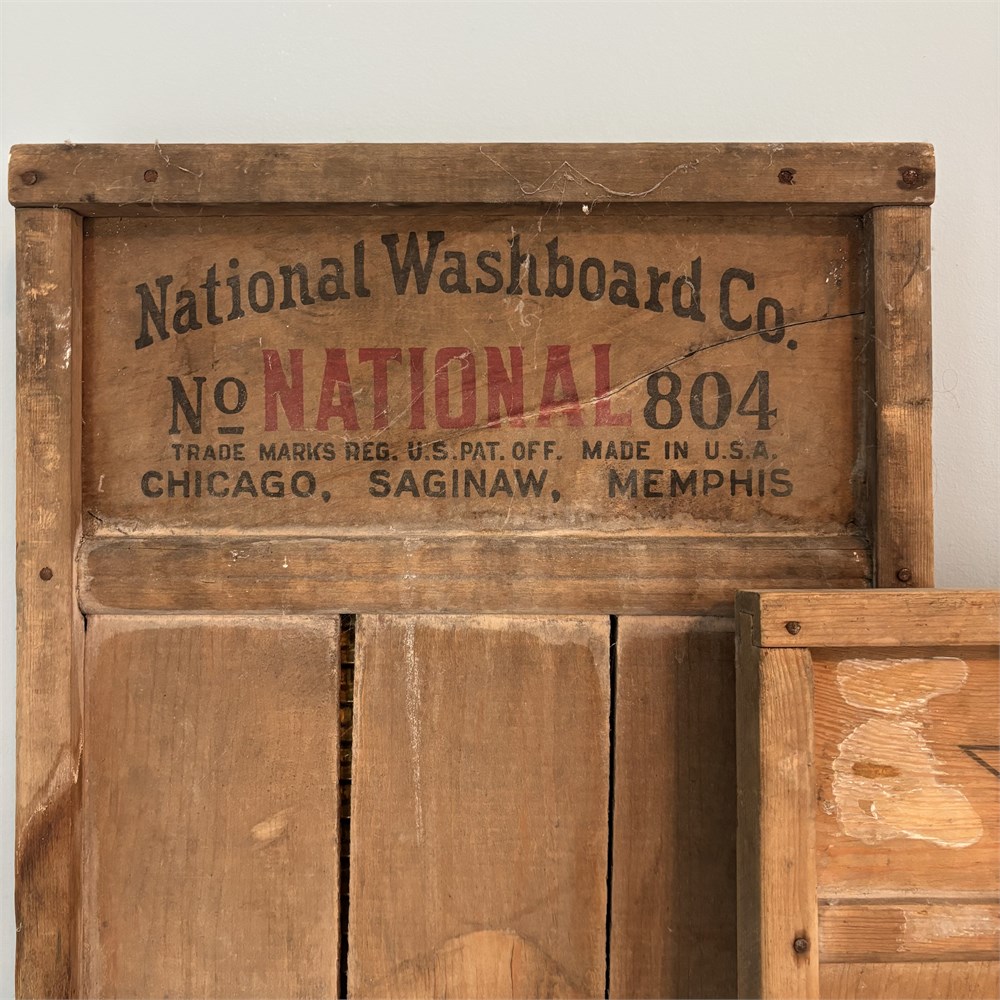 National Washboard Co.
No NATIONAL 804
TRADE MARKS REG. U.S. PAT. OFF. MADE IN U.S.A.
CHICAGO, SAGINAW, MEMPHIS